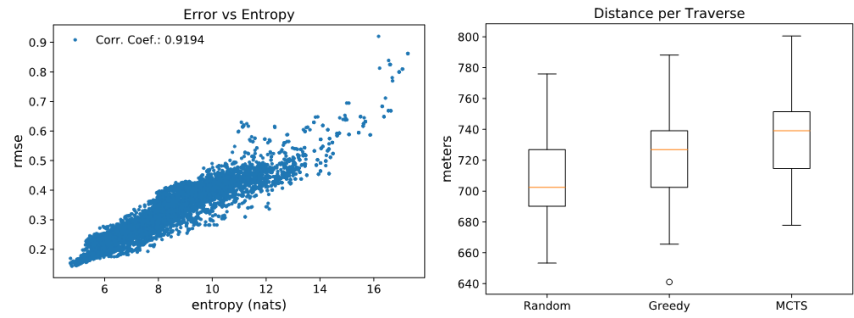 Error vs Entropy
Corr. Coef.: 0.9194
0.9
0.8
0.7
0.6
0.5
0.4
0.3
0.2
rmse
6
8
10
12
14
16
entropy (nats)
Distance per Traverse
800
780
760
740
720
700
680
660
640
meters
Random
Greedy
MCTS